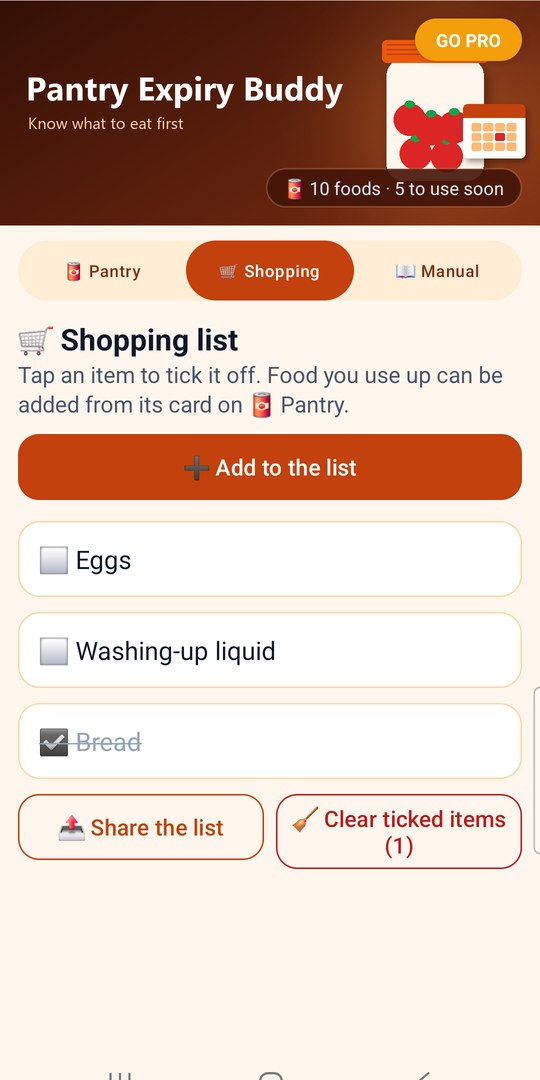 GO PRO
Pantry Expiry Buddy
Know what to eat first
10 foods · 5 to use soon
Pantry
Shopping
Manual
Shopping list
Tap an item to tick it off. Food you use up can be
added from its card on Pantry.
Add to the list
Eggs
Washing-up liquid
Bread
Share the list
Clear ticked items
(1)